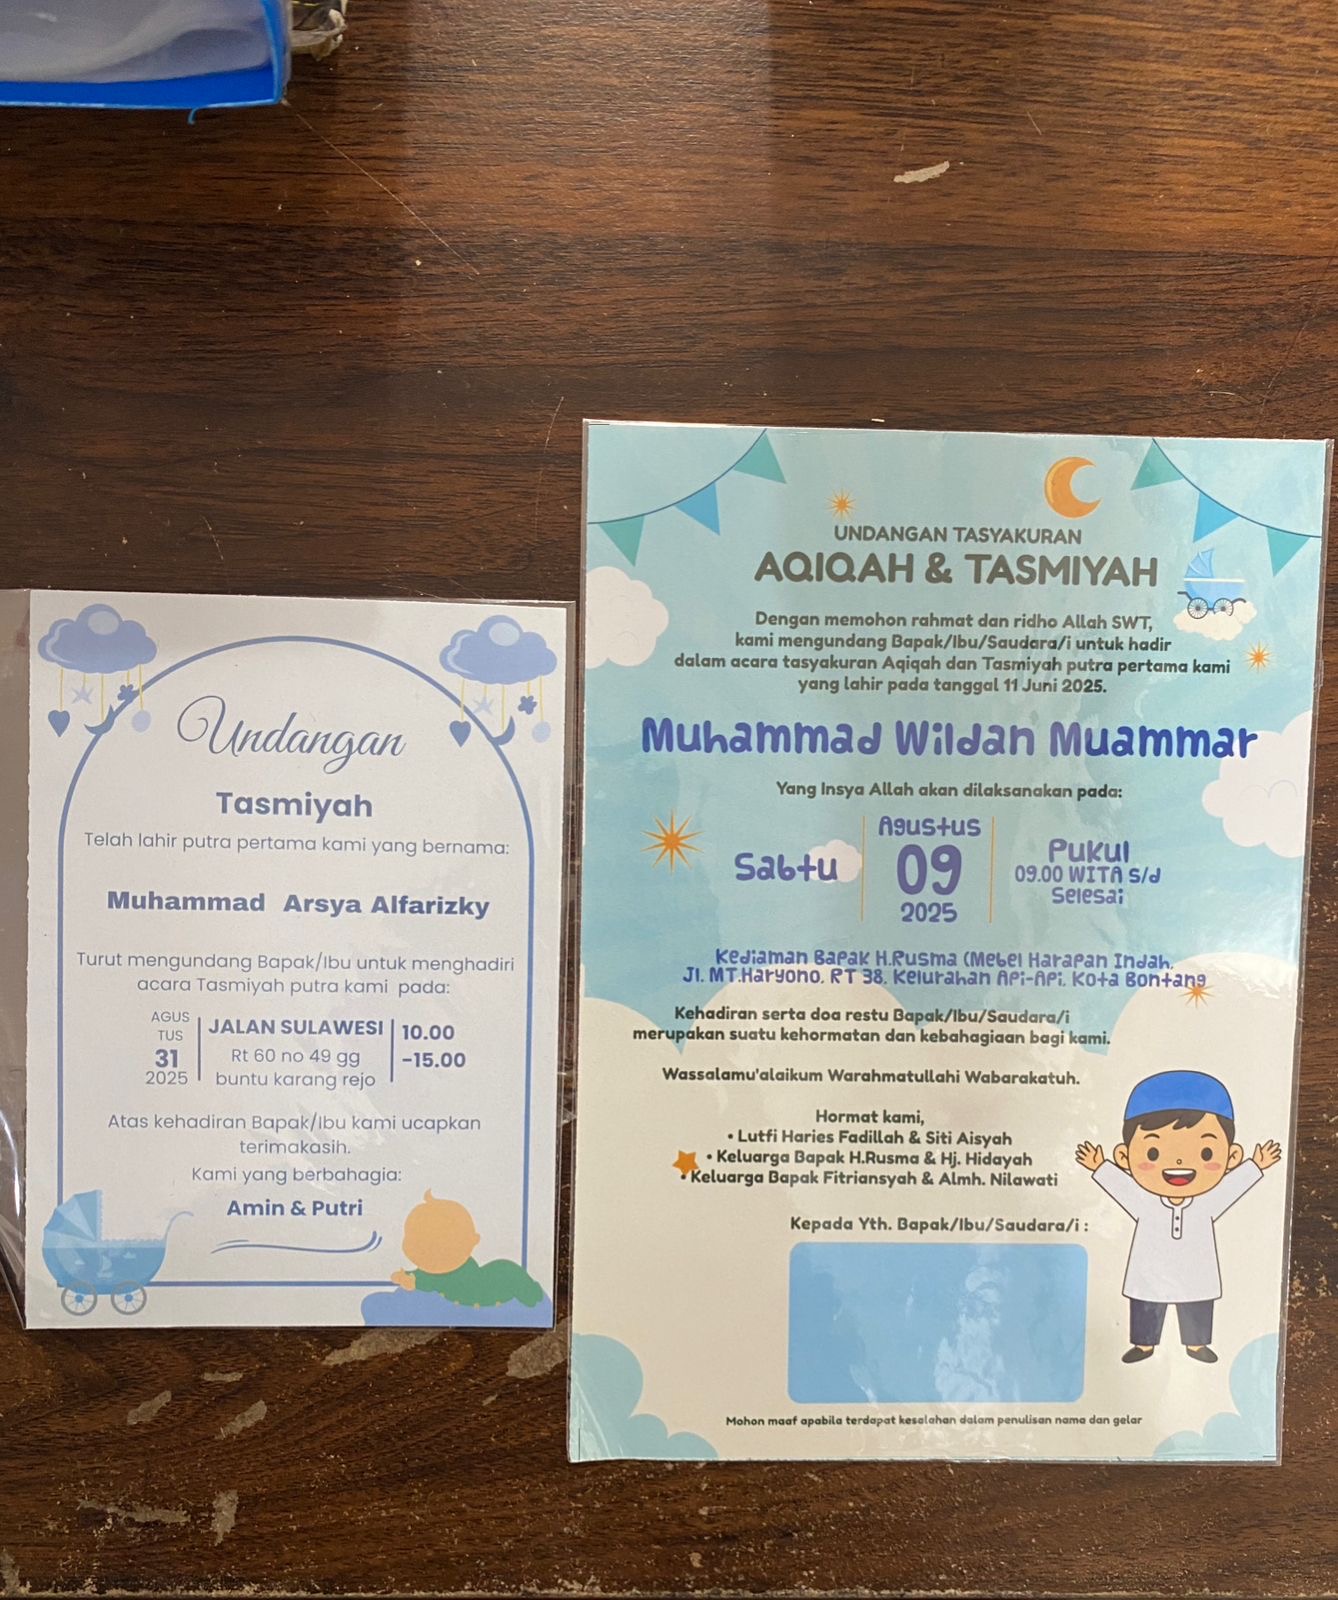 Undangan
Tasmiyah
Telah lahir putra pertama kami yang bernama:
Muhammad Arsya Alfarizky
Turut mengundang Bapak/Ibu untuk menghadiri
acara Tasmiyah putra kami pada:
AGUS
TUS
31
2025
JALAN SULAWESI
Rt 60 no 49 gg
buntu karang rejo
10.00
-15.00
Atas kehadiran Bapak/Ibu kami ucapkan
terimakasih.
Kami yang berbahagia:
Amin & Putri
UNDANGAN TASYAKURAN
AQIQAH & TASMIYAH
Dengan memohon rahmat dan ridho Allah SWT,
kami mengundang Bapak/Ibu/Saudara/i untuk hadir
dalam acara tasyakuran Aqiqah dan Tasmiyah putra pertama kami
yang lahir pada tanggal 11 Juni 2025.
Muhammad Wildan Muammar
Yang Insya Allah akan dilaksanakan pada:
Sabtu
Agustus
09
2025
Pukul
09.00 WITA S/d
Selesai
Kediaman Bapak H.Rusma (Mebel Harapan Indah,
Jl. MT.Haryono, RT 38, Kelurahan Api-Api, Kota Bontang
Kehadiran serta doa restu Bapak/Ibu/Saudara/i
merupakan suatu kehormatan dan kebahagiaan bagi kami.
Wassalamu'alaikum Warahmatullahi Wabarakatuh.
Hormat kami,
• Lutfi Haries Fadillah & Siti Aisyah
• Keluarga Bapak H.Rusma & Hj. Hidayah
• Keluarga Bapak Fitriansyah & Almh. Nilawati
Kepada Yth. Bapak/Ibu/Saudara/i :
Mohon maaf apabila terdapat kesalahan dalam penulisan nama dan gelar